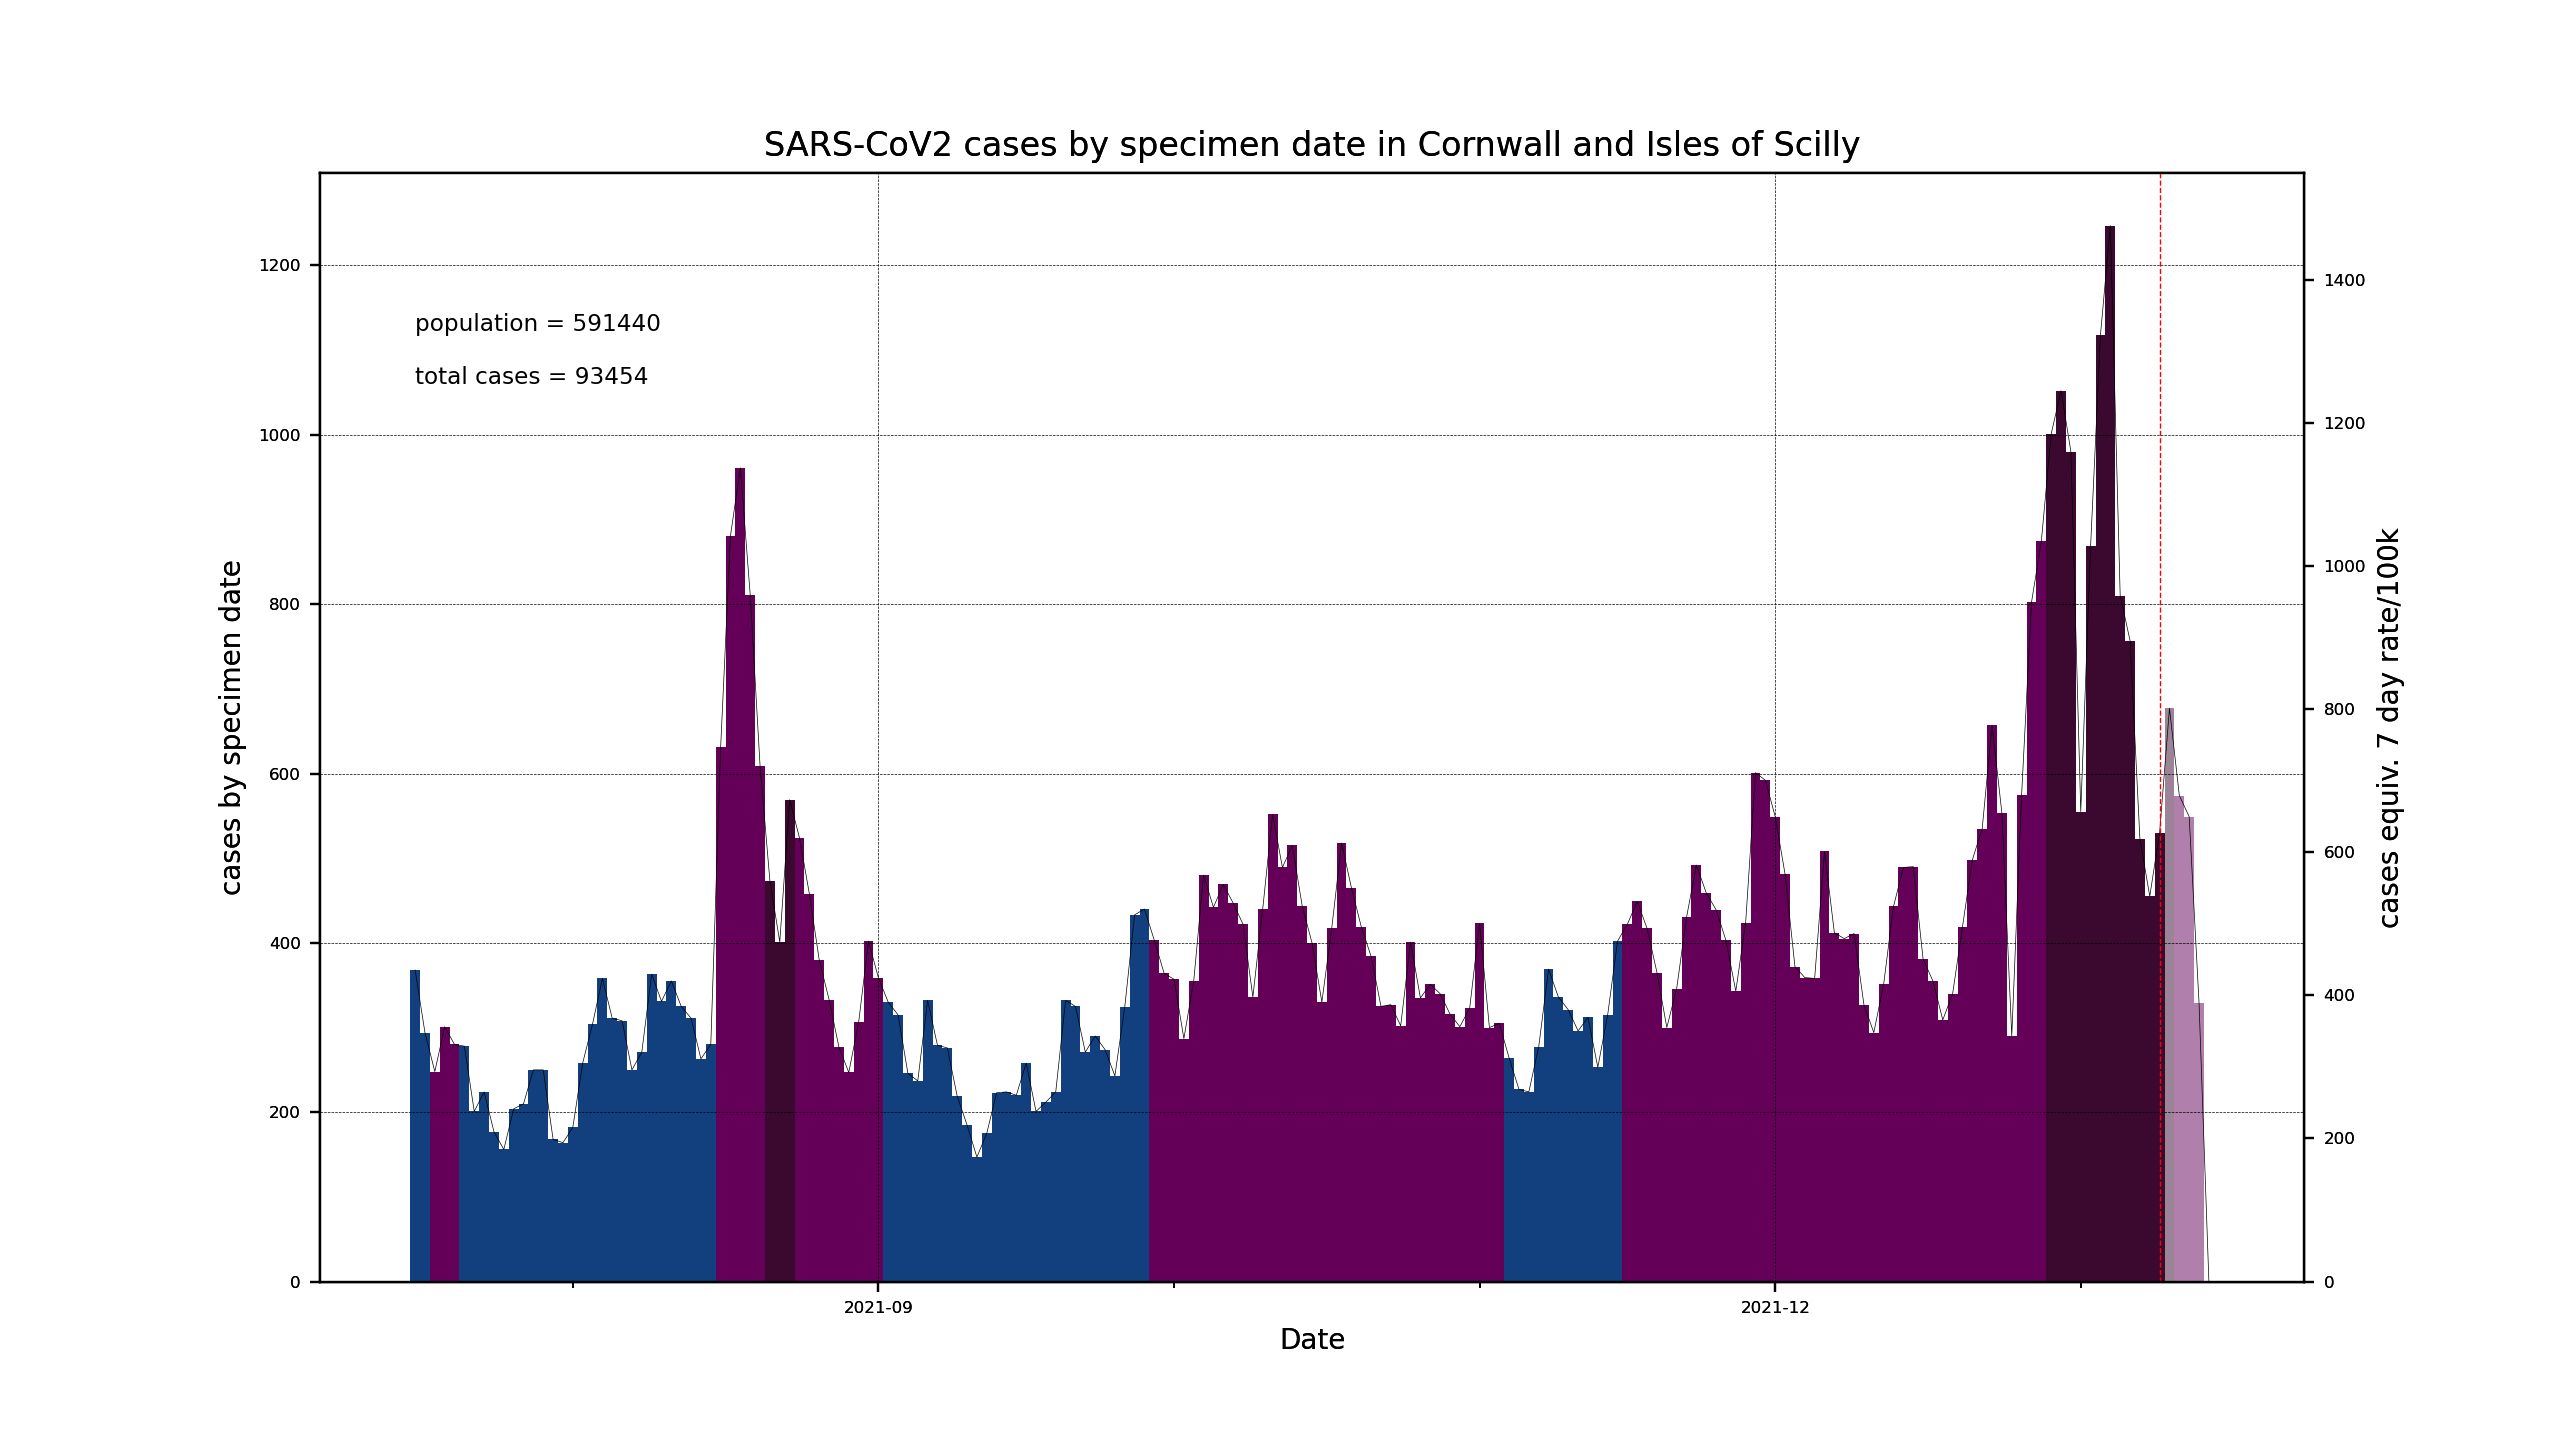 SARS-CoV2 cases by specimen date in Cornwall and Isles of Scilly
population = 591440
total cases = 93454
cases by specimen date
1200
1000
800
600
400
200
0
1400
1200
1000
800
600
400
200
0
cases equiv. 7 day rate/100k
2021-09
2021-12
Date